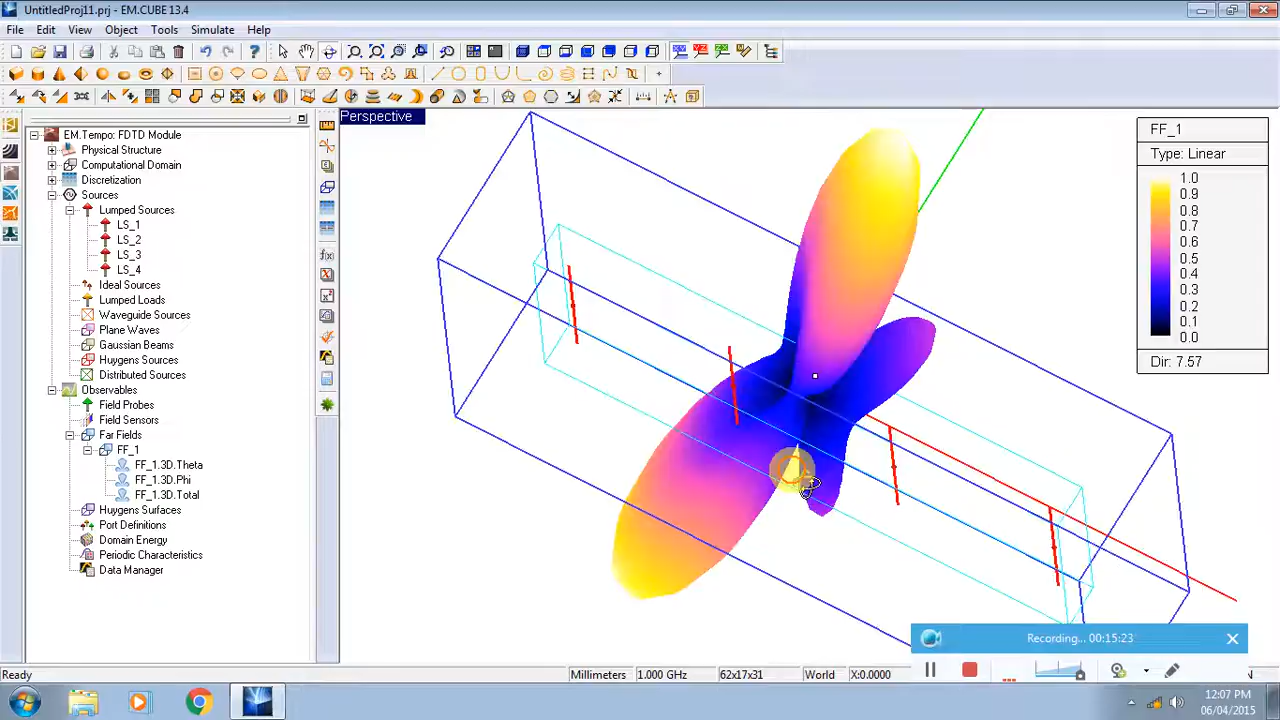 UntitledProj11.prj - EM.CUBE 13.4
File Edit View Object Tools Simulate Help
EM.Tempo: FDTD Module
Physical Structure
Computational Domain
Discretization
Sources
Lumped Sources
LS_1
LS_2
LS_3
LS_4
Ideal Sources
Lumped Loads
Waveguide Sources
Plane Waves
Gaussian Beams
Huygens Sources
Distributed Sources
Observables
Field Probes
Field Sensors
Far Fields
FF_1
FF_1.3D.Theta
FF_1.3D.Phi
FF_1.3D.Total
Huygens Surfaces
Port Definitions
Domain Energy
Periodic Characteristics
Data Manager
Perspective
FF_1
Type: Linear
1.0
0.9
0.8
0.7
0.6
0.5
0.4
0.3
0.2
0.1
0.0
Dir: 7.57
Recording... 00:15:23
Ready
Millimeters 1.000 GHz 62x17x31 World X:0.0000
12:07 PM
06/04/2015